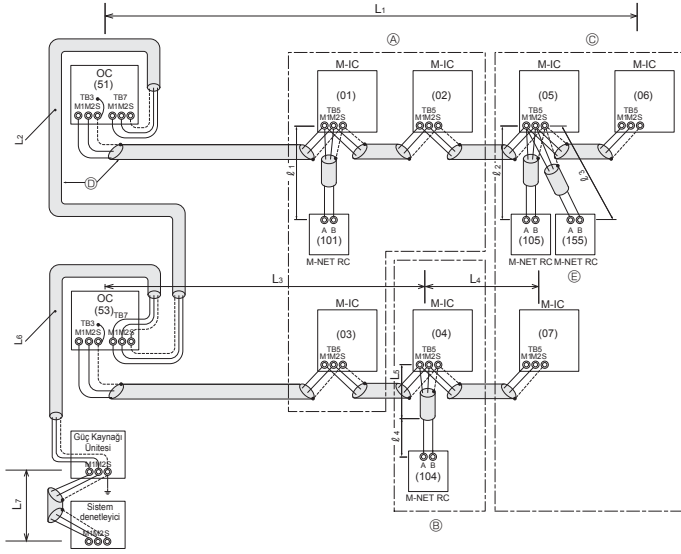 L1
Ⓐ
Ⓒ
M-IC
M-IC
M-IC
M-IC
OC
(51)
TB3
TB7
M1M2S
M1M2S
(01)
TB5
M1M2S
(02)
TB5
M1M2S
(05)
TB5
M1M2S
(06)
TB5
M1M2S
L2
Ⓓ
ℓ1
ℓ2
ℓ3
A B
(101)
M-NET RC
A B
(105)
M-NET RC
A B
(155)
M-NET RC
Ⓔ
L3
L4
OC
(53)
TB3
TB7
M1M2S
M1M2S
M-IC
(03)
TB5
M1M2S
M-IC
(04)
TB5
M1M2S
M-IC
(07)
TB5
M1M2S
L6
L5
ℓ4
A B
(104)
M-NET RC
Ⓑ
Güç Kaynağı
Ünitesi
M1M2S
L7
Sistem
denetleyici
M1M2S